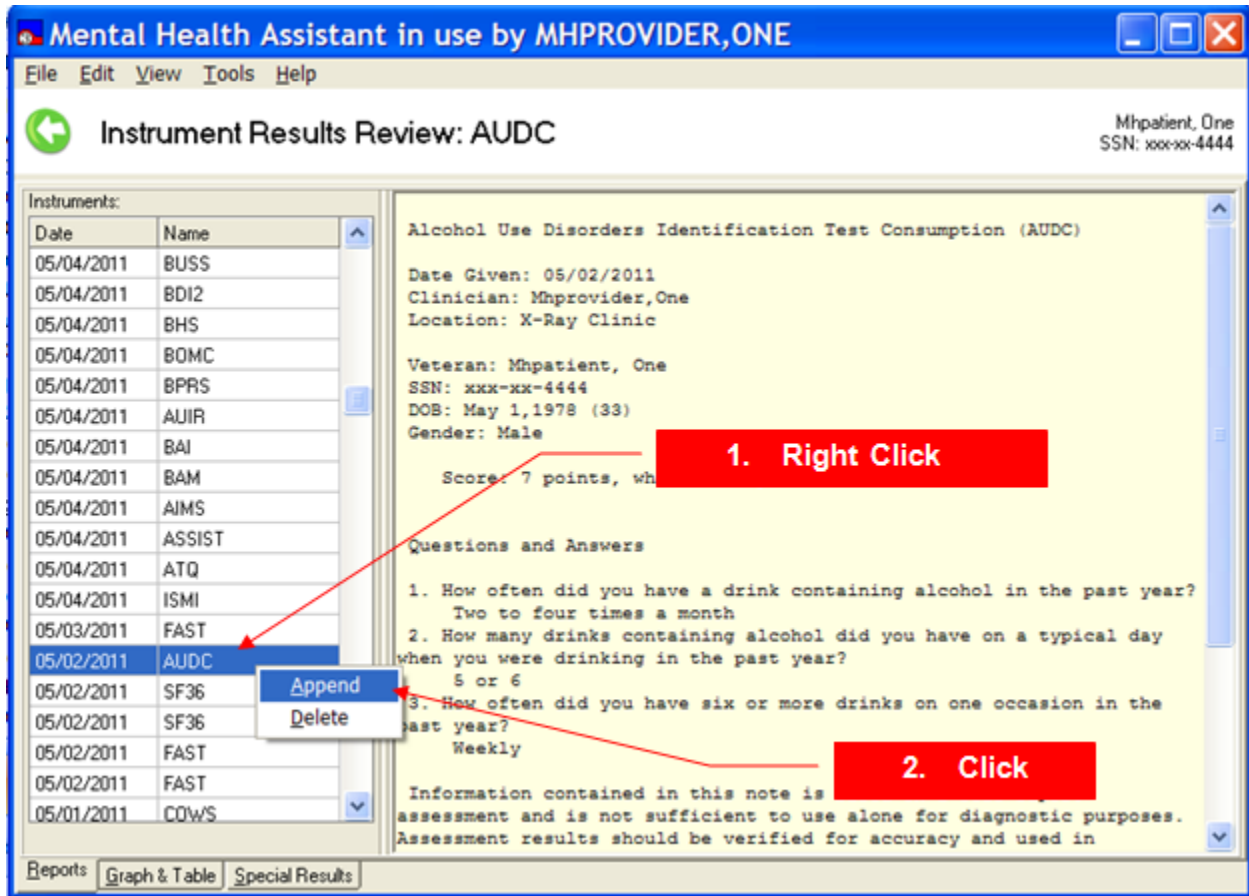 Mental Health Assistant in use by MHPROVIDER,ONE
File Edit View Tools Help
Instrument Results Review: AUDC
Mhpatient, One
SSN: xxx-xx-4444
Instruments:
Date Name
05/04/2011 BUSS
05/04/2011 BDI2
05/04/2011 BHS
05/04/2011 BOMC
05/04/2011 BPRS
05/04/2011 AUIR
05/04/2011 BAI
05/04/2011 BAM
05/04/2011 AIMS
05/04/2011 ASSIST
05/04/2011 ATQ
05/04/2011 ISMI
05/03/2011 FAST
05/02/2011 AUDC
05/02/2011 SF36
05/02/2011 SF36
05/02/2011 FAST
05/02/2011 FAST
05/01/2011 COWS
Append
Delete
Alcohol Use Disorders Identification Test Consumption (AUDC)
Date Given: 05/02/2011
Clinician: Mhprovider,One
Location: X-Ray Clinic
Veteran: Mhpatient, One
SSN: xxx-xx-4444
DOB: May 1,1978 (33)
Gender: Male
1. Right Click
Score: 7 points, wh
Questions and Answers
1. How often did you have a drink containing alcohol in the past year?
Two to four times a month
2. How many drinks containing alcohol did you have on a typical day
when you were drinking in the past year?
5 or 6
3. How often did you have six or more drinks on one occasion in the
past year?
Weekly
2. Click
Information contained in this note is
assessment and is not sufficient to use alone for diagnostic purposes.
Assessment results should be verified for accuracy and used in
Reports Graph & Table Special Results